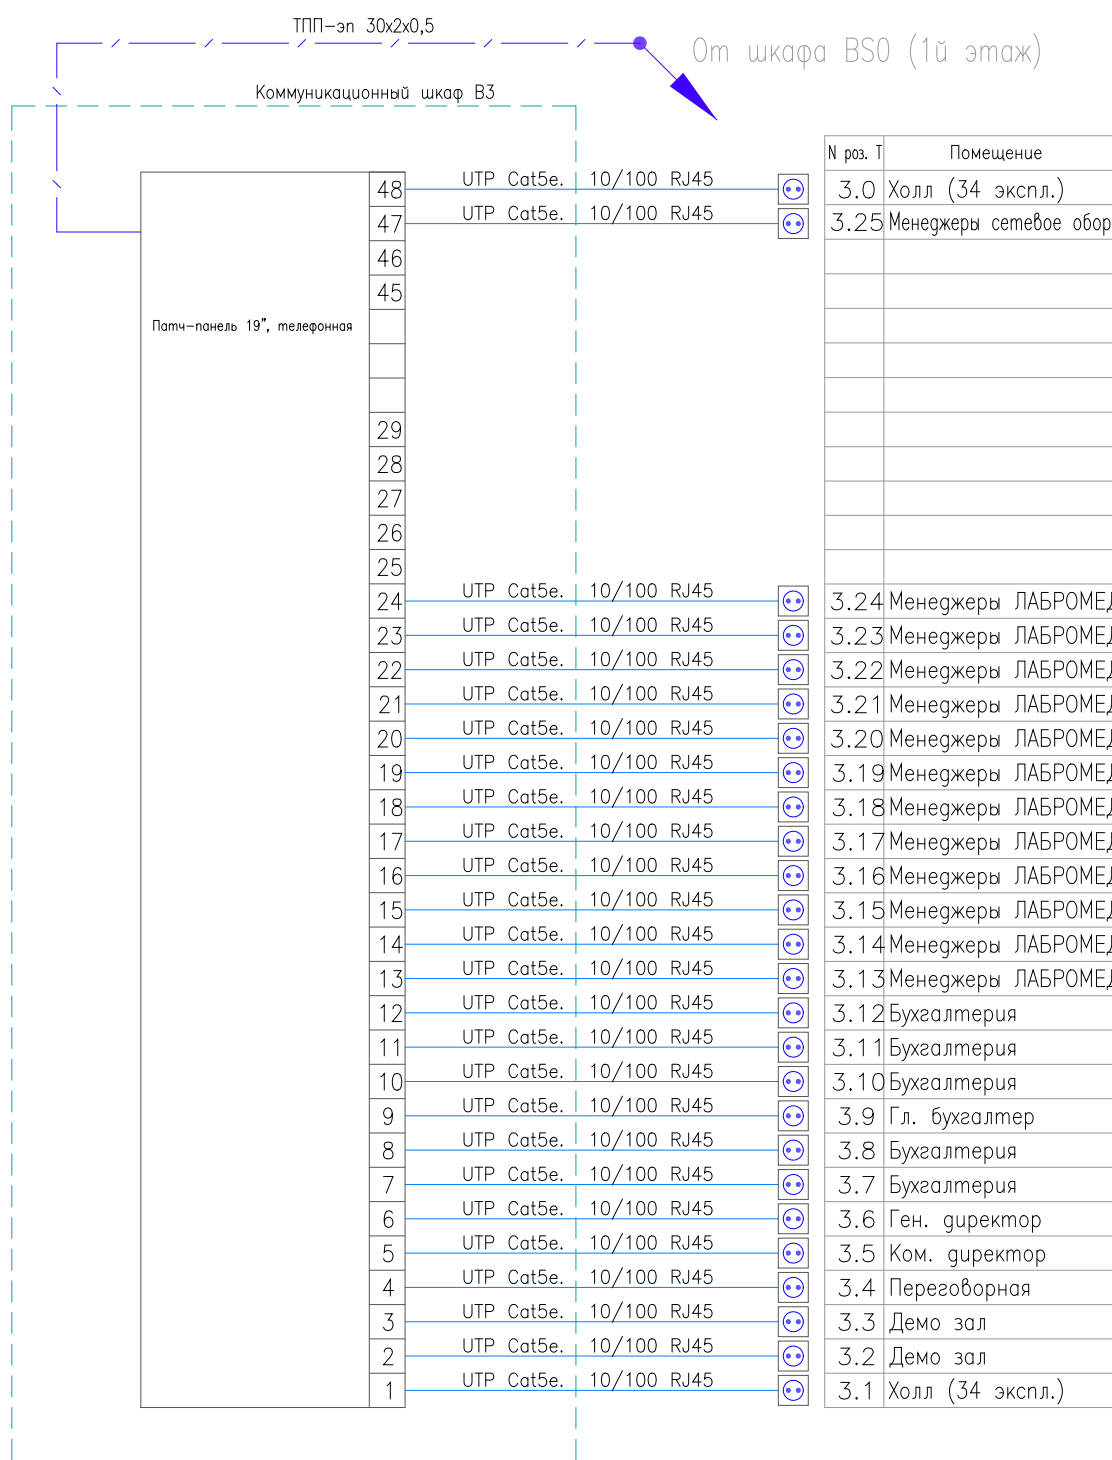 ТПП-эп 30х2х0,5
От шкафа BS0 (1й этаж)
Коммуникационный шкаф В3
N роз. Т Помещение
48 UTP Cat5e. 10/100 RJ45 3.0 Холл (34 экспл.)
47 UTP Cat5e. 10/100 RJ45 3.25 Менеджеры сетевое обор
46
45
Патч-панель 19", телефонная
29
28
27
26
25
24 UTP Cat5e. 10/100 RJ45 3.24 Менеджеры ЛАБРОМЕД
23 UTP Cat5e. 10/100 RJ45 3.23 Менеджеры ЛАБРОМЕД
22 UTP Cat5e. 10/100 RJ45 3.22 Менеджеры ЛАБРОМЕД
21 UTP Cat5e. 10/100 RJ45 3.21 Менеджеры ЛАБРОМЕД
20 UTP Cat5e. 10/100 RJ45 3.20 Менеджеры ЛАБРОМЕД
19 UTP Cat5e. 10/100 RJ45 3.19 Менеджеры ЛАБРОМЕД
18 UTP Cat5e. 10/100 RJ45 3.18 Менеджеры ЛАБРОМЕД
17 UTP Cat5e. 10/100 RJ45 3.17 Менеджеры ЛАБРОМЕД
16 UTP Cat5e. 10/100 RJ45 3.16 Менеджеры ЛАБРОМЕД
15 UTP Cat5e. 10/100 RJ45 3.15 Менеджеры ЛАБРОМЕД
14 UTP Cat5e. 10/100 RJ45 3.14 Менеджеры ЛАБРОМЕД
13 UTP Cat5e. 10/100 RJ45 3.13 Менеджеры ЛАБРОМЕД
12 UTP Cat5e. 10/100 RJ45 3.12 Бухгалтерия
11 UTP Cat5e. 10/100 RJ45 3.11 Бухгалтерия
10 UTP Cat5e. 10/100 RJ45 3.10 Бухгалтерия
9 UTP Cat5e. 10/100 RJ45 3.9 Гл. бухгалтер
8 UTP Cat5e. 10/100 RJ45 3.8 Бухгалтерия
7 UTP Cat5e. 10/100 RJ45 3.7 Бухгалтерия
6 UTP Cat5e. 10/100 RJ45 3.6 Ген. директор
5 UTP Cat5e. 10/100 RJ45 3.5 Ком. директор
4 UTP Cat5e. 10/100 RJ45 3.4 Переговорная
3 UTP Cat5e. 10/100 RJ45 3.3 Демо зал
2 UTP Cat5e. 10/100 RJ45 3.2 Демо зал
1 UTP Cat5e. 10/100 RJ45 3.1 Холл (34 экспл.)